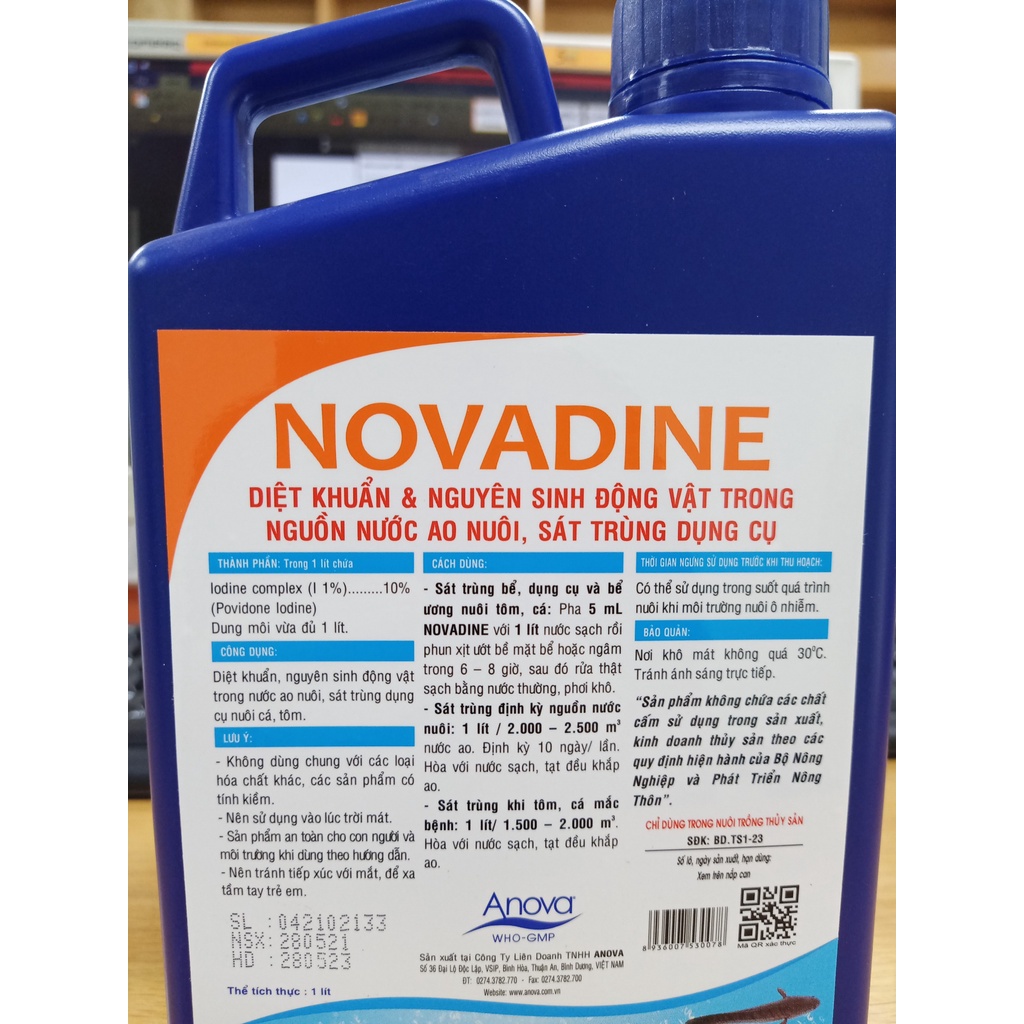 NOVADINE
DIỆT KHUẨN & NGUYÊN SINH ĐỘNG VẬT TRONG
NGUỒN NƯỚC AO NUÔI, SÁT TRÙNG DỤNG CỤ
THÀNH PHẦN: Trong 1 lít chứa
Iodine complex (I 1%).........10%
(Povidone Iodine)
Dung môi vừa đủ 1 lít.
CÔNG DỤNG:
Diệt khuẩn, nguyên sinh động vật
trong nước ao nuôi, sát trùng dụng
cụ nuôi cá, tôm.
LƯU Ý:
- Không dùng chung với các loại
hóa chất khác, các sản phẩm có
tính kiềm.
- Nên sử dụng vào lúc trời mát.
- Sản phẩm an toàn cho con người và
môi trường khi dùng theo hướng dẫn.
- Nên tránh tiếp xúc với mắt, để xa
tầm tay trẻ em.
SL : 042102133
NSX: 280521
HD : 280523
Thể tích thực : 1 lít
CÁCH DÙNG:
- Sát trùng bể, dụng cụ và bể
ương nuôi tôm, cá: Pha 5 mL
NOVADINE với 1 lít nước sạch rồi
phun xịt ướt bề mặt bể hoặc ngâm
trong 6 – 8 giờ, sau đó rửa thật
sạch bằng nước thường, phơi khô.
- Sát trùng định kỳ nguồn nước
nuôi: 1 lít / 2.000 – 2.500 m³
nước ao. Định kỳ 10 ngày/ lần.
Hòa với nước sạch, tạt đều khắp
ao.
- Sát trùng khi tôm, cá mắc
bệnh: 1 lít/ 1.500 – 2.000 m³.
Hòa với nước sạch, tạt đều khắp
ao.
Anova
WHO-GMP
Sản xuất tại Công Ty Liên Doanh TNHH ANOVA
Số 36 Đại Lộ Độc Lập, VSIP, Bình Hòa, Thuận An, Bình Dương, VIỆT NAM
ĐT: 0274.3782.770 - Fax: 0274.3782.700
Website: www.anova.com.vn
THỜI GIAN NGƯNG SỬ DỤNG TRƯỚC KHI THU HOẠCH:
Có thể sử dụng trong suốt quá trình
nuôi khi môi trường nuôi ô nhiễm.
BẢO QUẢN:
Nơi khô mát không quá 30⁰C.
Tránh ánh sáng trực tiếp.
"Sản phẩm không chứa các chất
cấm sử dụng trong sản xuất,
kinh doanh thủy sản theo các
quy định hiện hành của Bộ Nông
Nghiệp và Phát Triển Nông
Thôn".
CHỈ DÙNG TRONG NUÔI TRỒNG THỦY SẢN
SĐK: BD.TS1-23
Số lô, ngày sản xuất, hạn dùng:
Xem trên nắp can
8 936007 530078
Mã QR xác thực